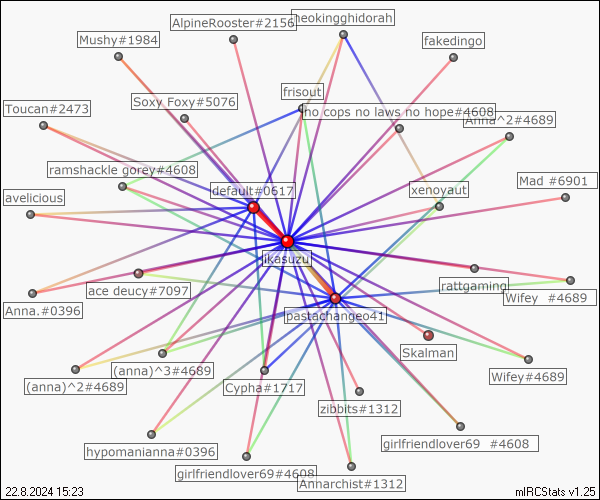 AlpineRooster#2156
neokingghidorah
Mushy#1984
fakedingo
frisout
Soxy Foxy#5076
Toucan#2473
no cops no laws no hope#4608
Anna^2#4689
ramshackle gorey#4608
default#0617
xenoyaut
Mad #6901
avelicious
ikasuzu
ace deucy#7097
rattgaming
Wifey #4689
Anna.#0396
pastachangeo41
Skalman
(anna)^3#4689
Wifey#4689
(anna)^2#4689
Cypha#1717
zibbits#1312
hypomanianna#0396
girlfriendlover69 #4608
girlfriendlover69#4608
Anmarchist#1312
22.8.2024 15:23
mIRCStats v1.25